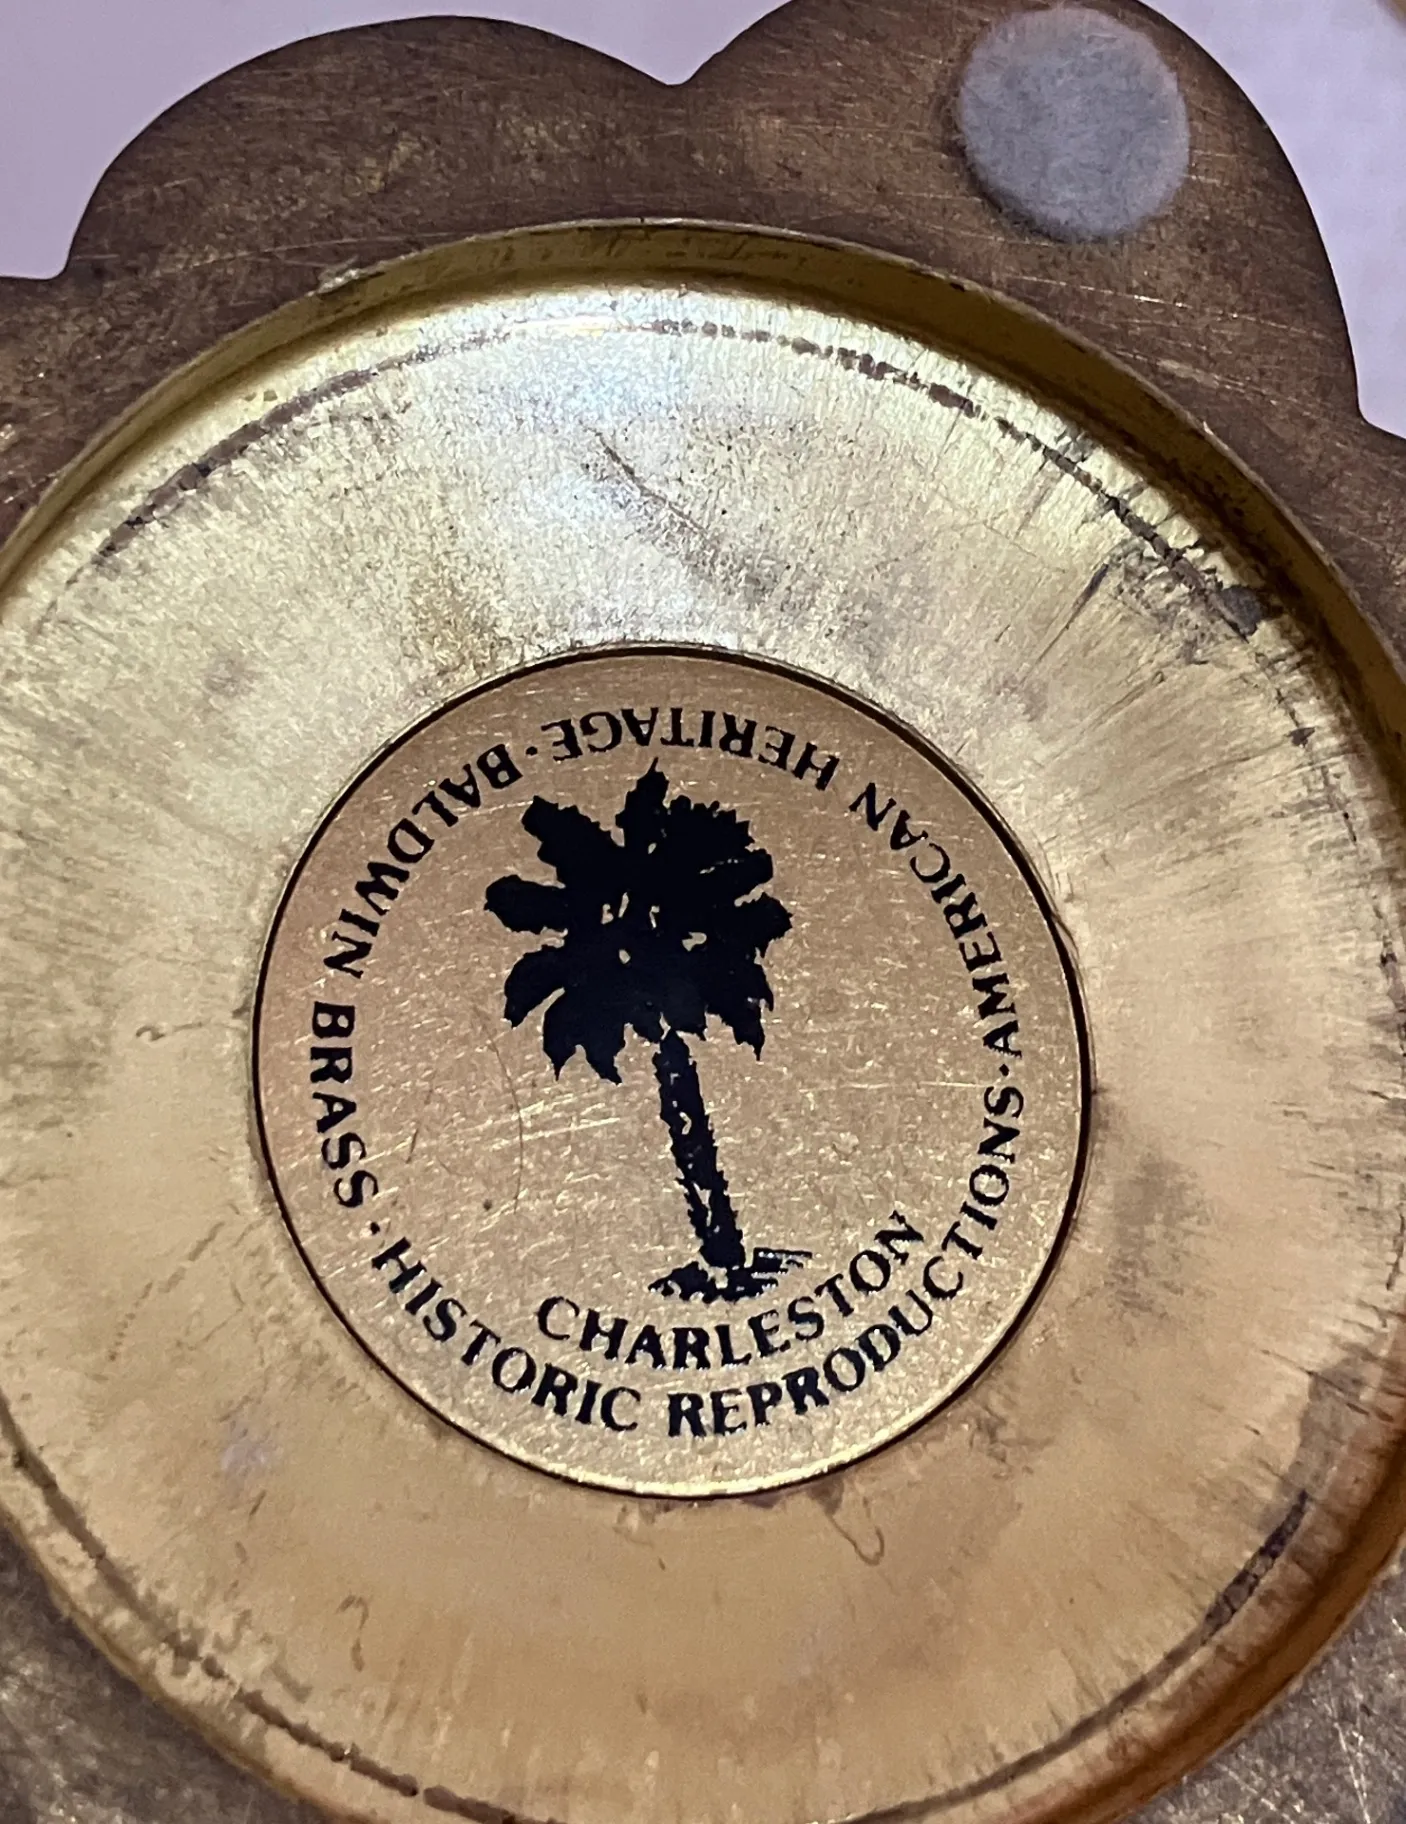 CHARLESTON
HISTORIC REPRODUCTIONS · AMERICAN HERITAGE · BALDWIN BRASS ·